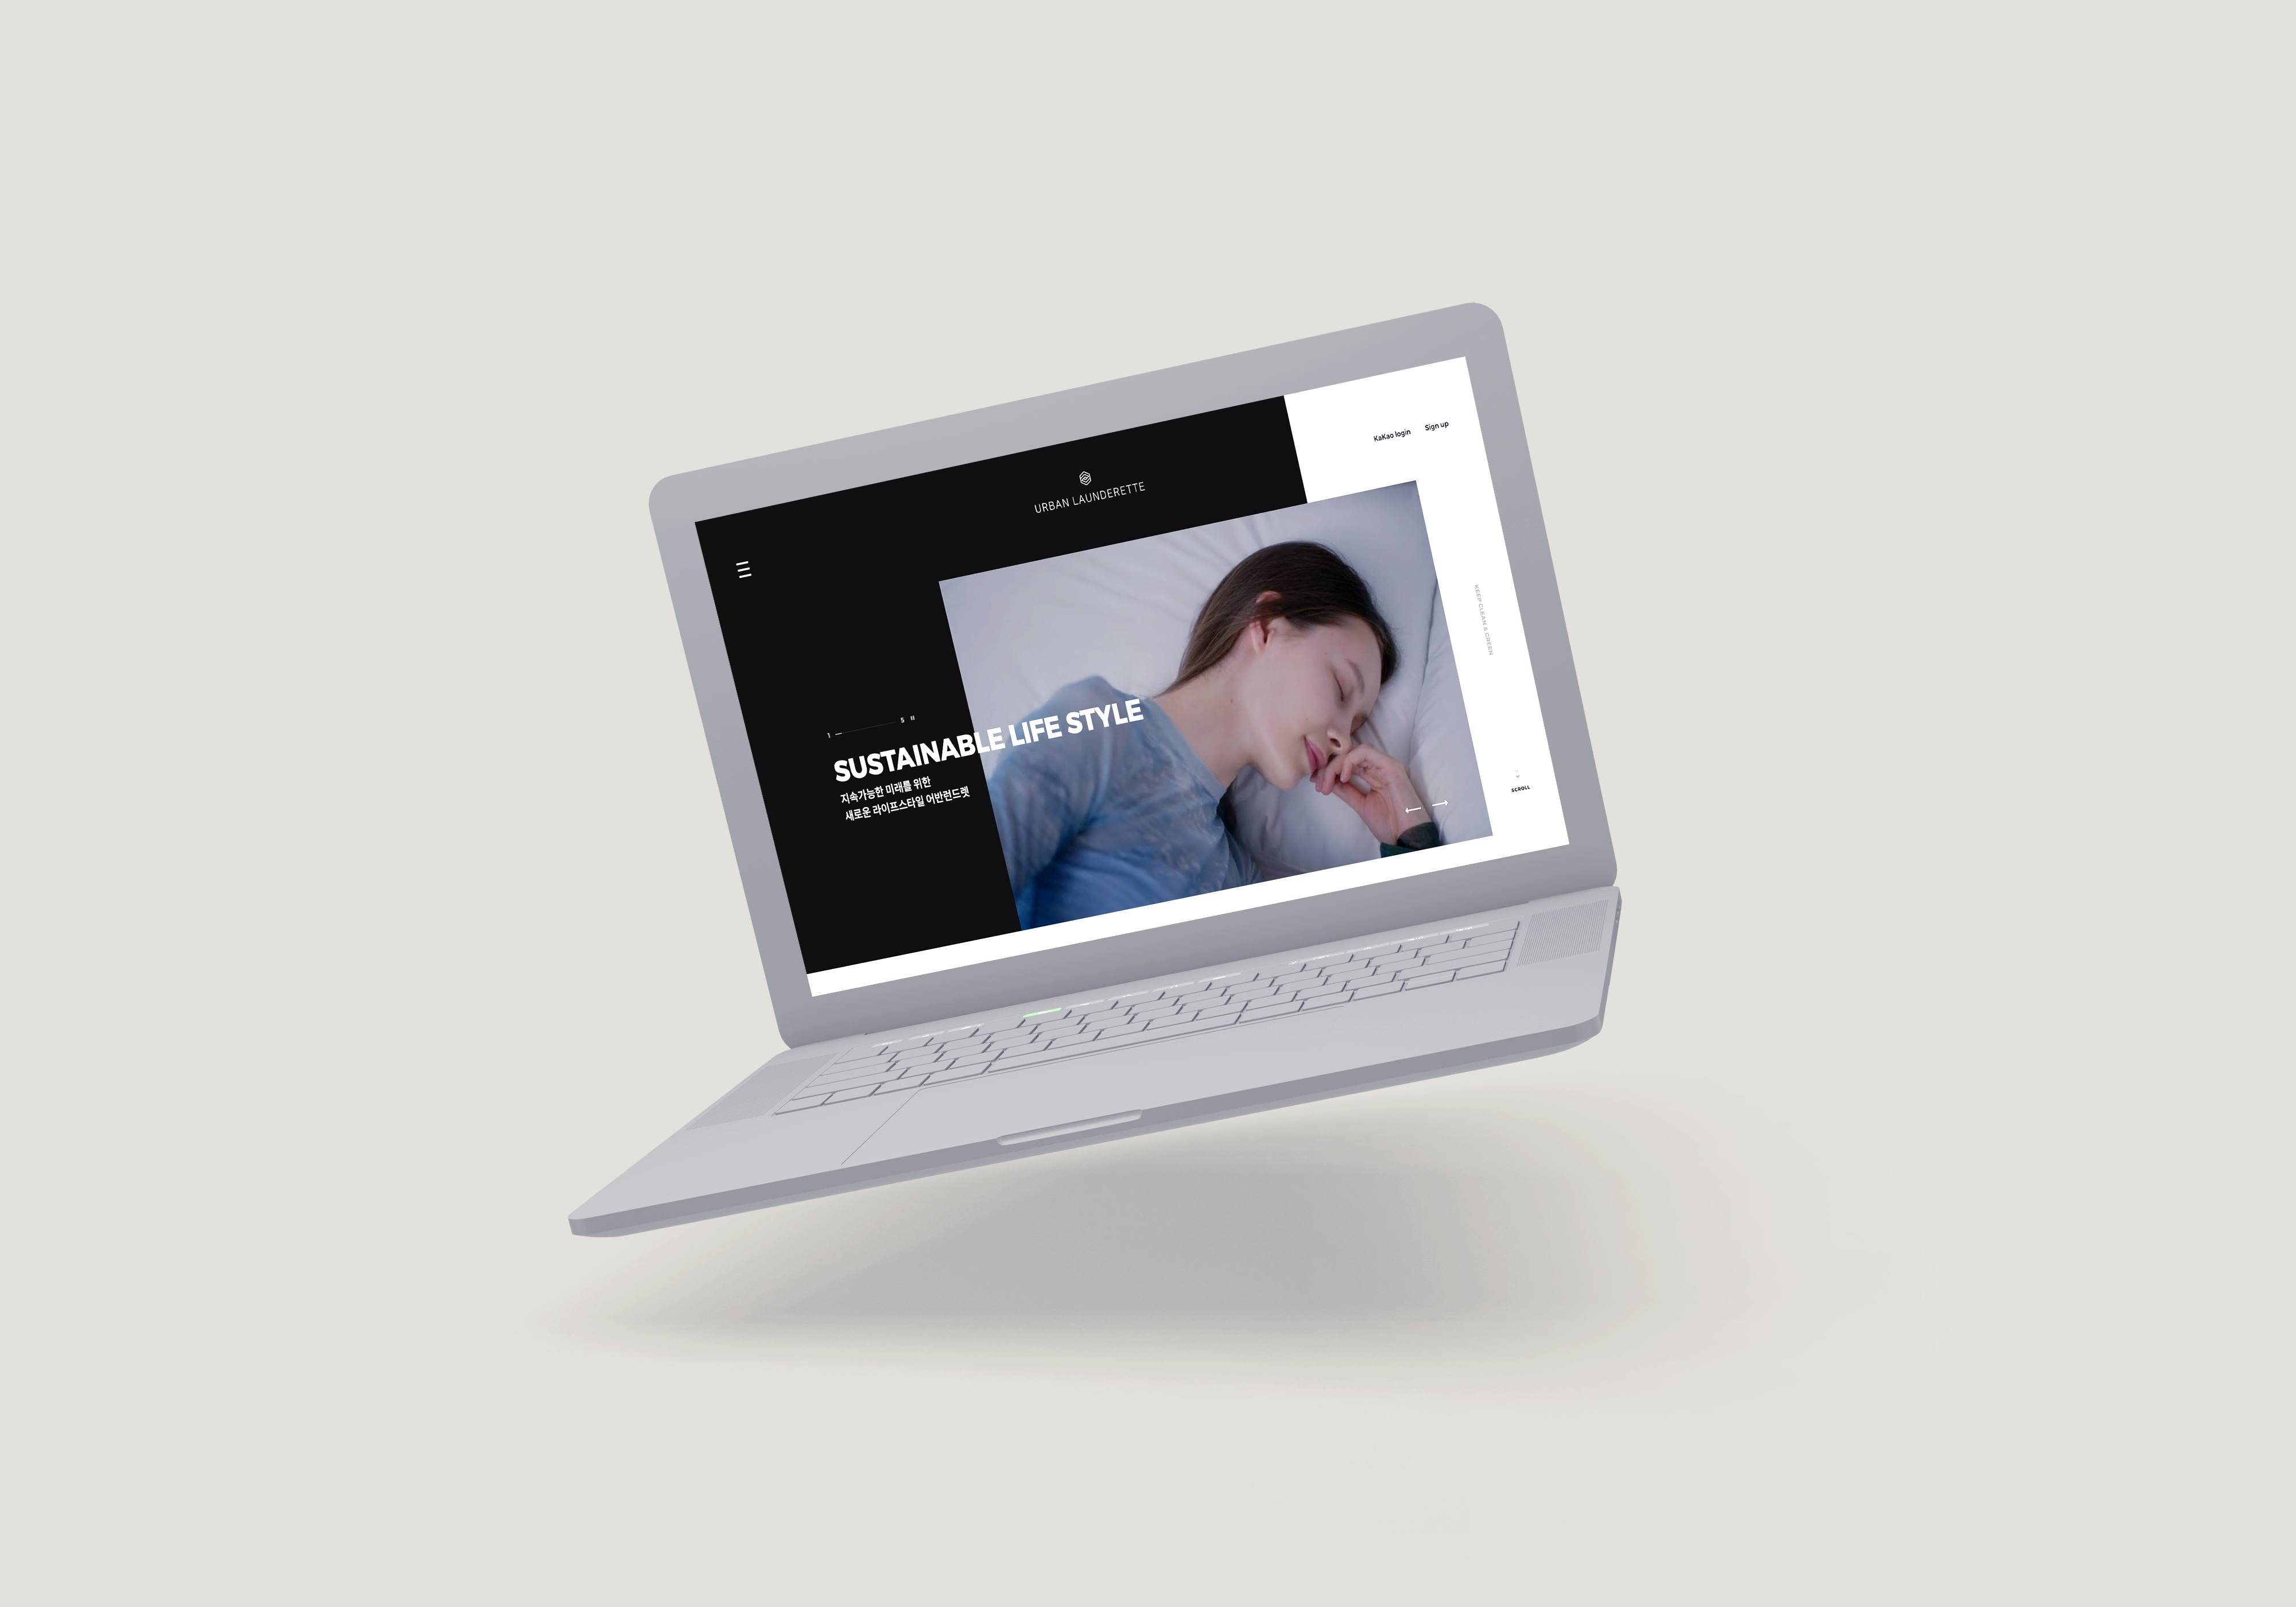 KaKao login
Sign up
URBAN LAUNDERETTE
KEEP CLEAN & GREEN
1
5
SUSTAINABLE LIFE STYLE
지속가능한 미래를 위한
새로운 라이프스타일 어반런드렛
SCROLL